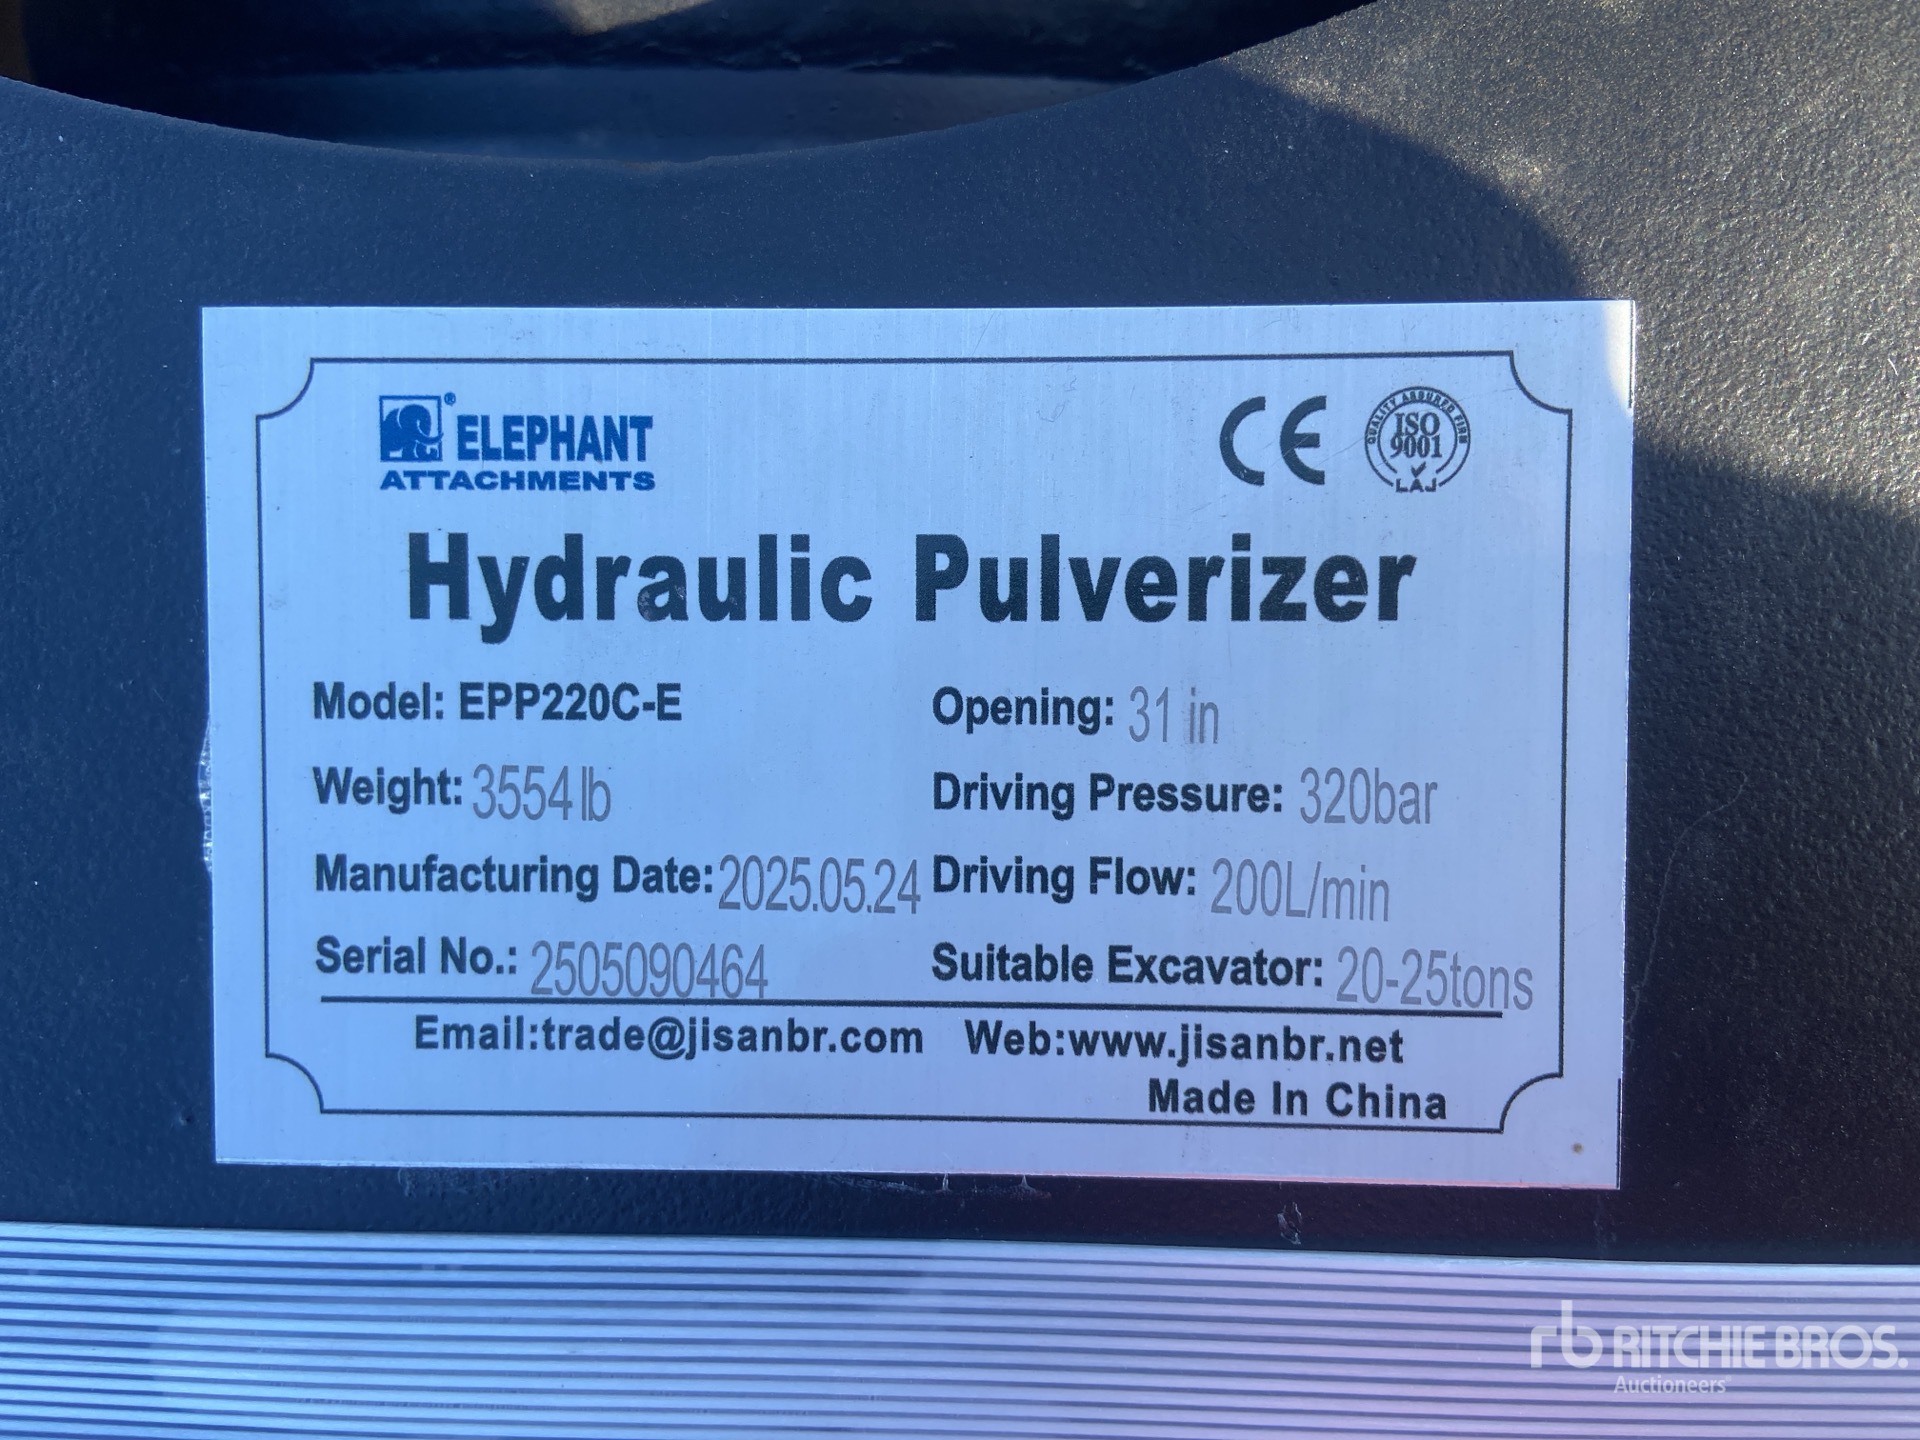 ® ELEPHANT
ATTACHMENTS
CE
QUALITY ASSURED FIRM
ISO
9001
LAJ
Hydraulic Pulverizer
Model: EPP220C-E
Opening: 31 in
Weight: 3554 lb
Driving Pressure: 320bar
Manufacturing Date: 2025.05.24
Driving Flow: 200L/min
Serial No.: 2505090464
Suitable Excavator: 20-25tons
Email:trade@jisanbr.com Web:www.jisanbr.net
Made In China
rb RITCHIE BROS.
Auctioneers